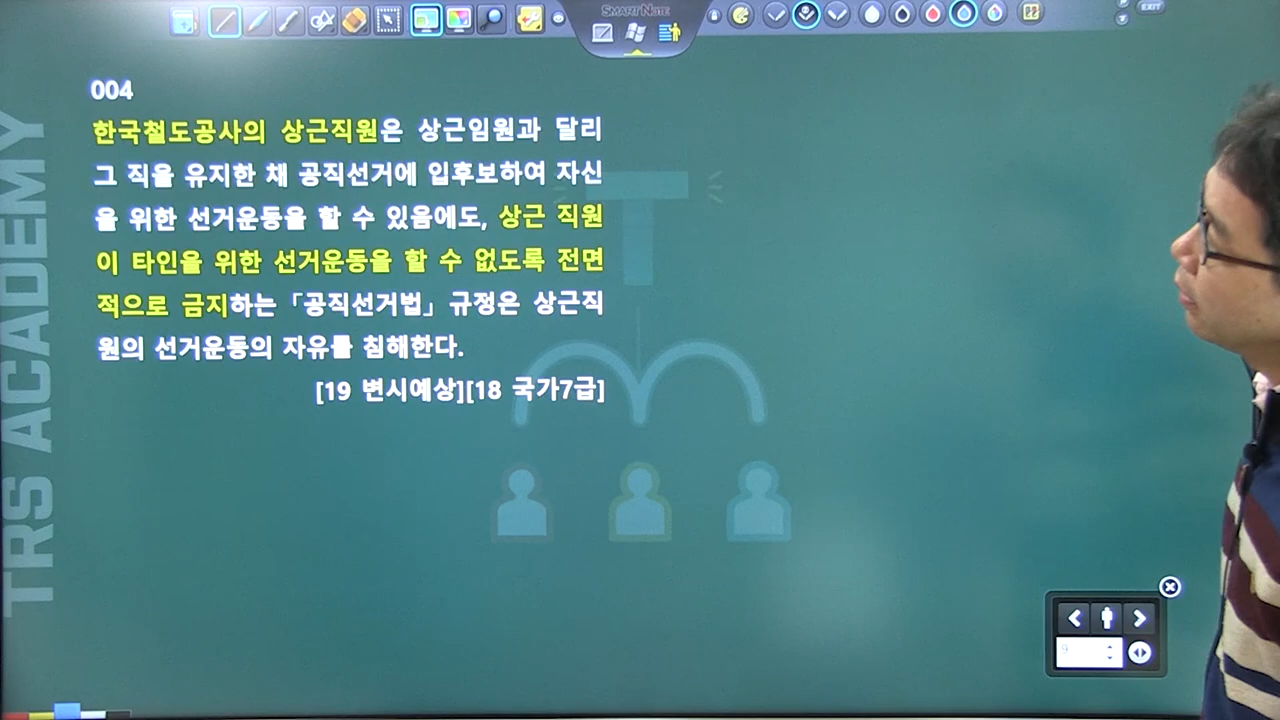 SMART NOTE
EXIT
004
한국철도공사의 상근직원은 상근임원과 달리
그 직을 유지한 채 공직선거에 입후보하여 자신
을 위한 선거운동을 할 수 있음에도, 상근 직원
이 타인을 위한 선거운동을 할 수 없도록 전면
적으로 금지하는「공직선거법」규정은 상근직
원의 선거운동의 자유를 침해한다.
[19 변시예상][18 국가7급]
TRS ACADEMY
9